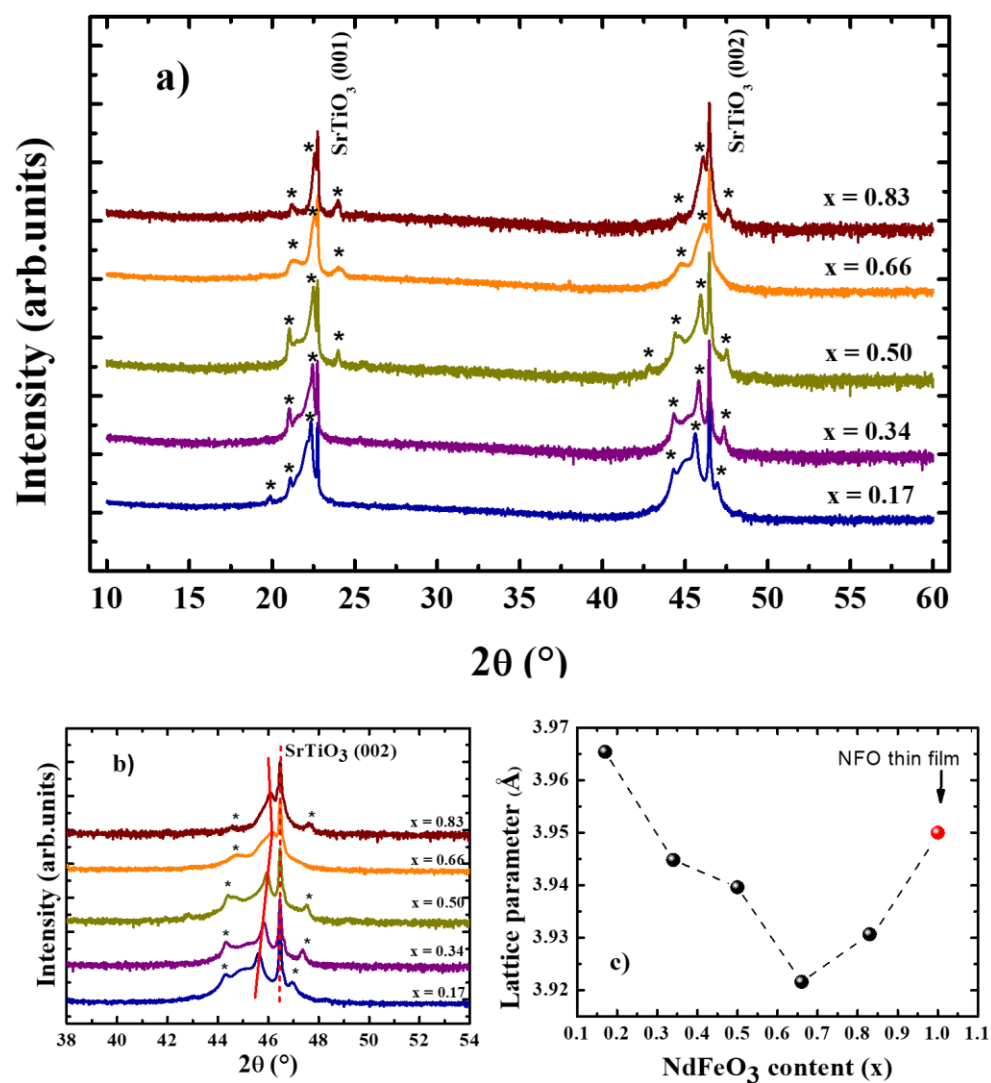 a)
SrTiO₃ (001)
SrTiO₃ (002)
* * * * * *
x = 0.83
* * * * *
x = 0.66
* * * * * * *
x = 0.50
* * * * *
x = 0.34
* * * * * *
x = 0.17
Intensity (arb.units)
10 15 20 25 30 35 40 45 50 55 60
2θ (°)
b)
SrTiO₃ (002)
* *
x = 0.83
*
x = 0.66
* *
x = 0.50
* *
x = 0.34
* *
x = 0.17
Intensity (arb.units)
38 40 42 44 46 48 50 52 54
2θ (°)
3.97
3.96
3.95
3.94
3.93
3.92
Lattice parameter (Å)
NFO thin film
c)
0.1 0.2 0.3 0.4 0.5 0.6 0.7 0.8 0.9 1.0 1.1
NdFeO₃ content (x)